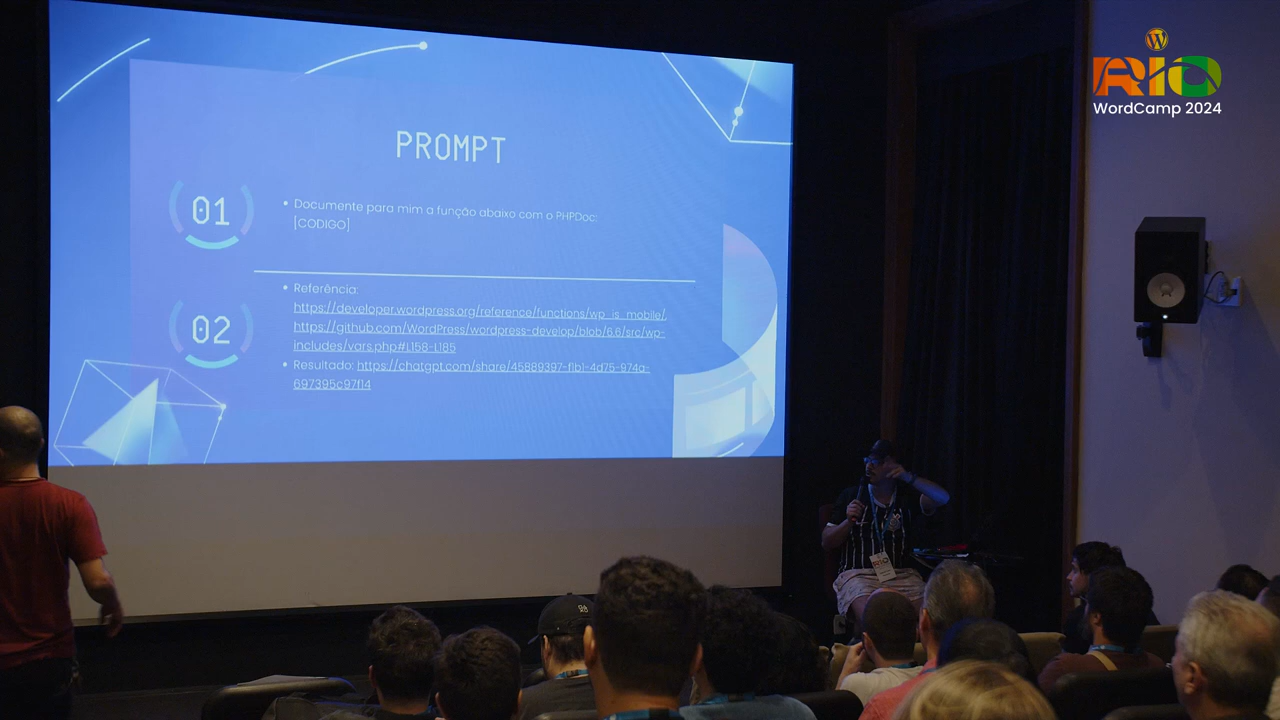 RIO
WordCamp 2024
PROMPT
01
• Documente para mim a função abaixo com o PHPDoc:
[CODIGO]
02
• Referência:
https://developer.wordpress.org/reference/functions/wp_is_mobile/
https://github.com/WordPress/wordpress-develop/blob/6.6/src/wp-
includes/vars.php#L158-L185
• Resultado: https://chatgpt.com/share/45889397-f1b1-4d75-974a-
697395c97f14